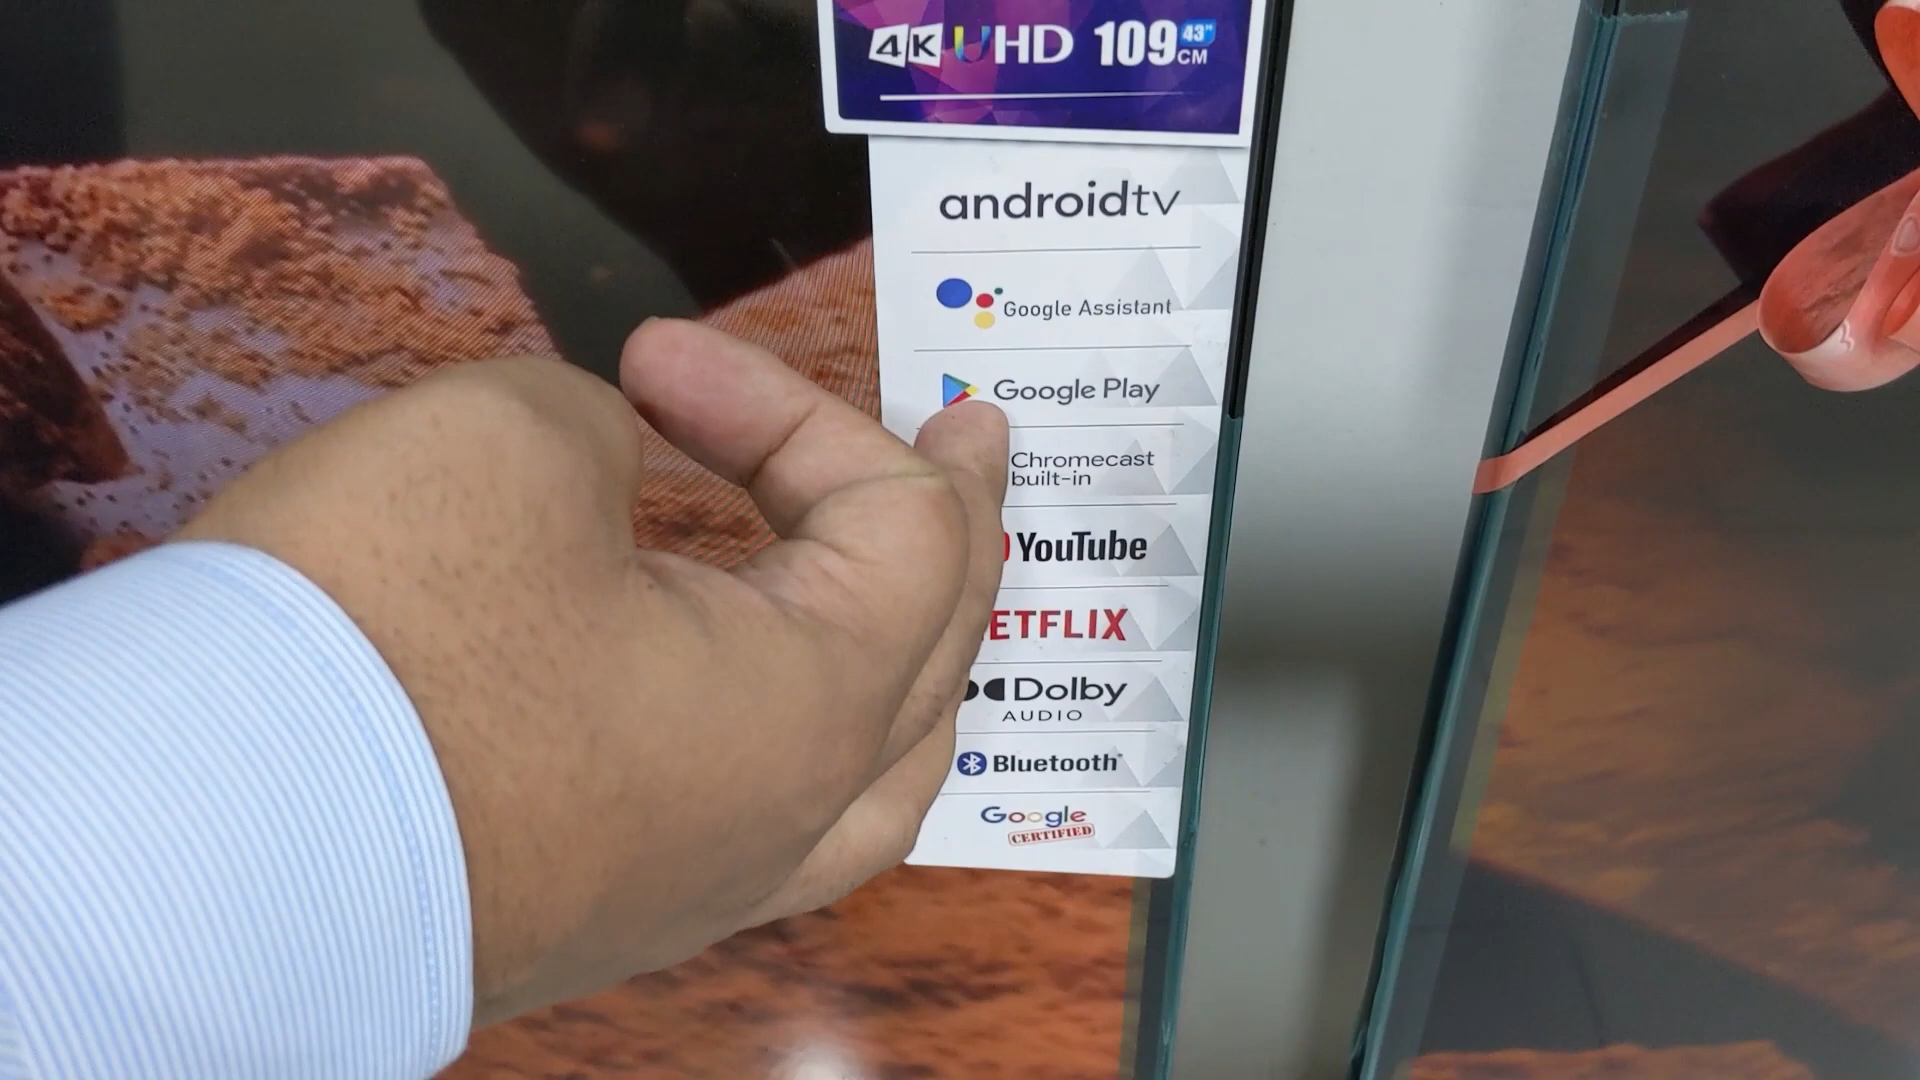 4K UHD 109 CM 43"
androidtv
Google Assistant
Google Play
Chromecast
built-in
YouTube
ETFLIX
Dolby
AUDIO
Bluetooth
Google
CERTIFIED